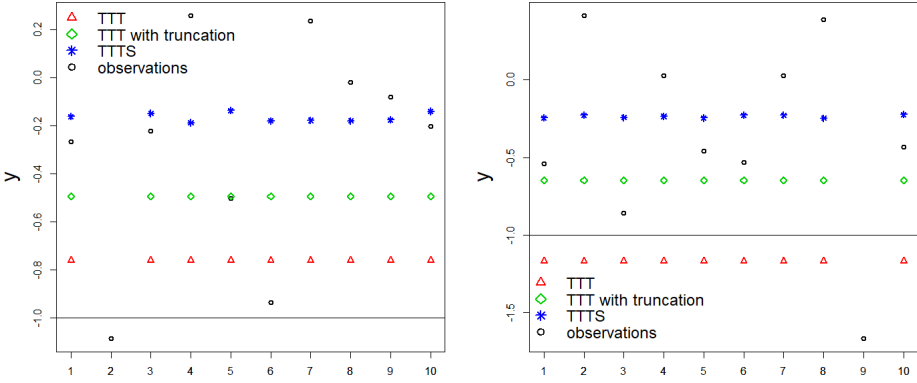 TTT
TTT with truncation
TTTS
observations
y
0.2
0.0
-0.2
-0.4
-0.6
-0.8
-1.0
1 2 3 4 5 6 7 8 9 10
y
0.0
-0.5
-1.0
-1.5
TTT
TTT with truncation
TTTS
observations
1 2 3 4 5 6 7 8 9 10